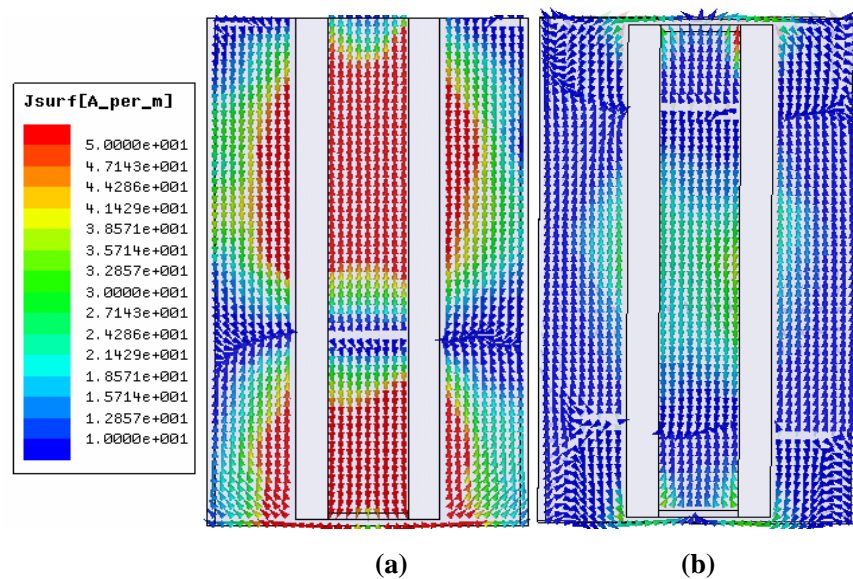 Jsurf[A_per_m]
5.0000e+001
4.7143e+001
4.4286e+001
4.1429e+001
3.8571e+001
3.5714e+001
3.2857e+001
3.0000e+001
2.7143e+001
2.4286e+001
2.1429e+001
1.8571e+001
1.5714e+001
1.2857e+001
1.0000e+001
(a)
(b)